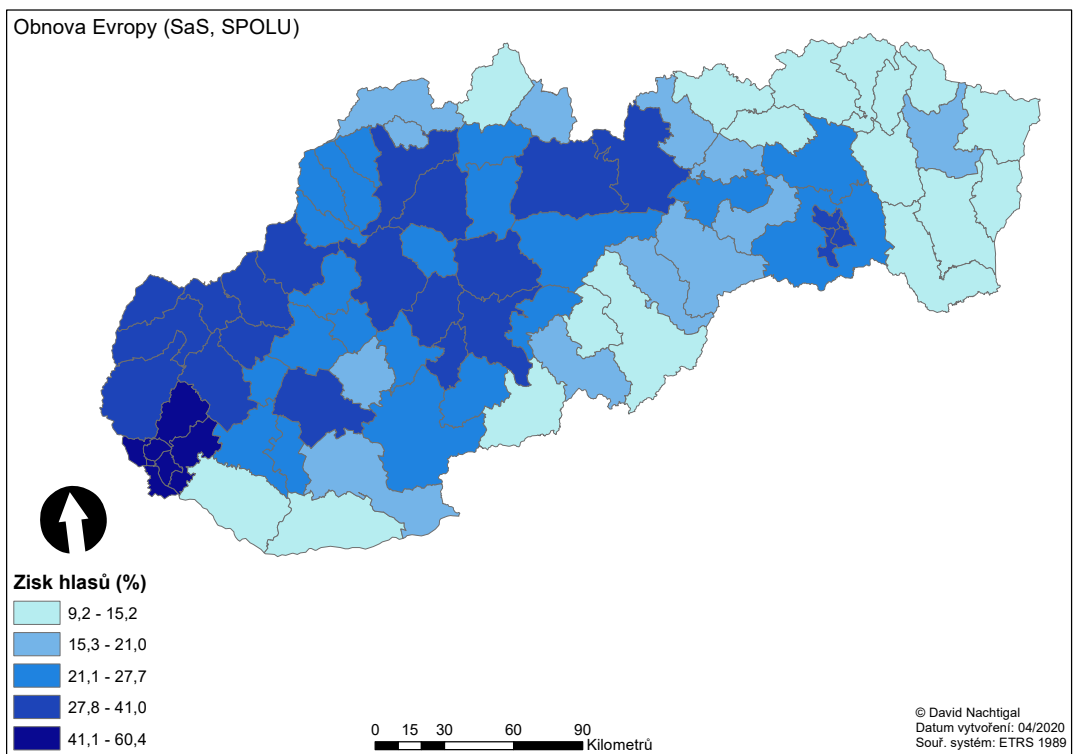 Obnova Evropy (SaS, SPOLU)
Zisk hlasů (%)
9,2 - 15,2
15,3 - 21,0
21,1 - 27,7
27,8 - 41,0
41,1 - 60,4
0 15 30 60 90
Kilometrů
© David Nachtigal
Datum vytvoření: 04/2020
Souř. systém: ETRS 1989